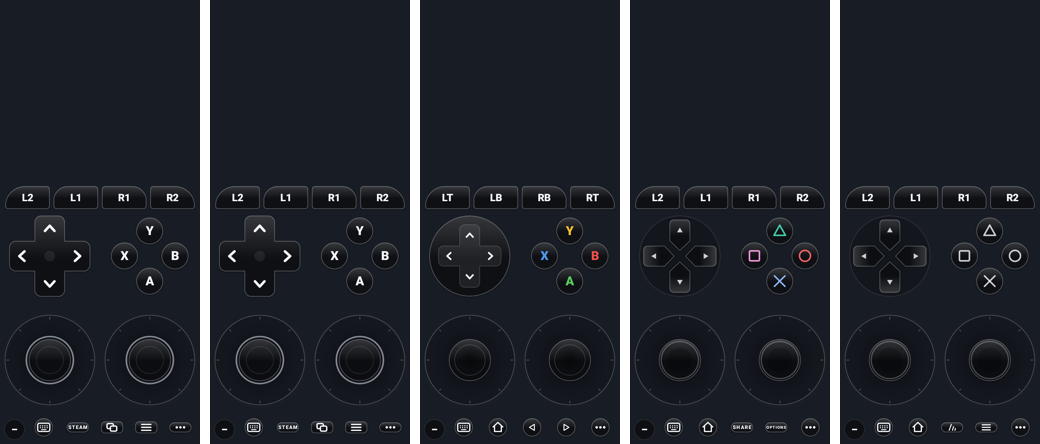 L2 L1 R1 R2
Y
X B
A
STEAM
L2 L1 R1 R2
Y
X B
A
STEAM
LT LB RB RT
Y
X B
A
L2 L1 R1 R2
SHARE OPTIONS
L2 L1 R1 R2